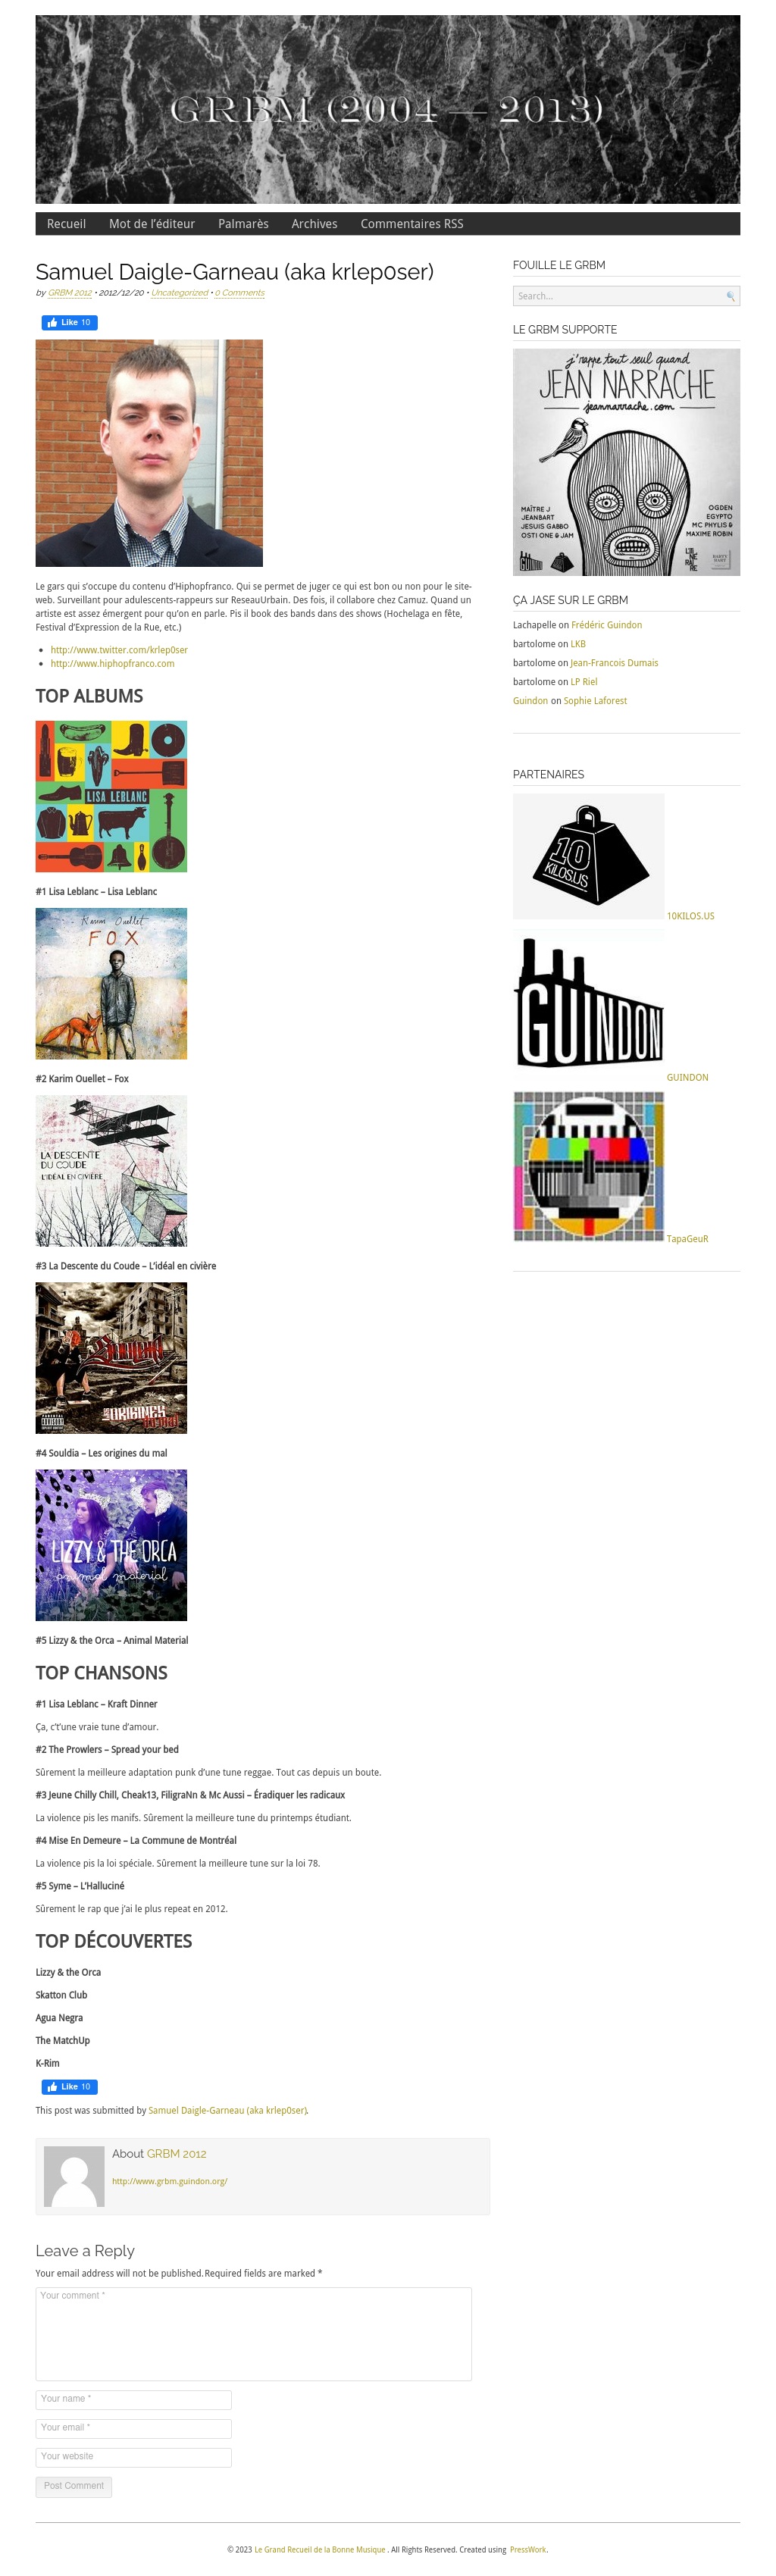 GRBM (2004 — 2013)
Recueil
Mot de l'éditeur
Palmarès
Archives
Commentaires RSS
Samuel Daigle-Garneau (aka krlep0ser)
by GRBM 2012 • 2012/12/20 • Uncategorized • 0 Comments
Like 10
Le gars qui s'occupe du contenu d'Hiphopfranco. Qui se permet de juger ce qui est bon ou non pour le site-
web. Surveillant pour adulescents-rappeurs sur ReseauUrbain. Des fois, il collabore chez Camuz. Quand un
artiste est assez émergent pour qu'on en parle. Pis il book des bands dans des shows (Hochelaga en fête,
Festival d'Expression de la Rue, etc.)
http://www.twitter.com/krlep0ser
http://www.hiphopfranco.com
TOP ALBUMS
LISA LEBLANC
#1 Lisa Leblanc – Lisa Leblanc
Karim Ouellet
FOX
#2 Karim Ouellet – Fox
LA DESCENTE
DU COUDE
L'IDÉAL EN CIVIÈRE
#3 La Descente du Coude – L'idéal en civière
Souldia
LES ORIGINES
DU MAL
#4 Souldia – Les origines du mal
LIZZY & THE ORCA
animal material
#5 Lizzy & the Orca – Animal Material
TOP CHANSONS
#1 Lisa Leblanc – Kraft Dinner
Ça, c't'une vraie tune d'amour.
#2 The Prowlers – Spread your bed
Sûrement la meilleure adaptation punk d'une tune reggae. Tout cas depuis un boute.
#3 Jeune Chilly Chill, Cheak13, FiligraNn & Mc Aussi – Éradiquer les radicaux
La violence pis les manifs. Sûrement la meilleure tune du printemps étudiant.
#4 Mise En Demeure – La Commune de Montréal
La violence pis la loi spéciale. Sûrement la meilleure tune sur la loi 78.
#5 Syme – L'Halluciné
Sûrement le rap que j'ai le plus repeat en 2012.
TOP DÉCOUVERTES
Lizzy & the Orca
Skatton Club
Agua Negra
The MatchUp
K-Rim
Like 10
This post was submitted by Samuel Daigle-Garneau (aka krlep0ser).
About GRBM 2012
http://www.grbm.guindon.org/
Leave a Reply
Your email address will not be published. Required fields are marked *
Your comment *
Your name *
Your email *
Your website
Post Comment
FOUILLE LE GRBM
Search...
LE GRBM SUPPORTE
j'rappe tout seul quand
JEAN NARRACHE
jeannarrache.com
MAÎTRE J
JEANBART
JESUIS GABBO
OSTI ONE & JAM
OGDEN
EGYPTO
MC PHYLIS &
MAXIME ROBIN
ÇA JASE SUR LE GRBM
Lachapelle on Frédéric Guindon
bartolome on LKB
bartolome on Jean-Francois Dumais
bartolome on LP Riel
Guindon on Sophie Laforest
PARTENAIRES
10
KILOS.US
10KILOS.US
GUINDON
GUINDON
TapaGeuR
© 2023 Le Grand Recueil de la Bonne Musique . All Rights Reserved. Created using PressWork.